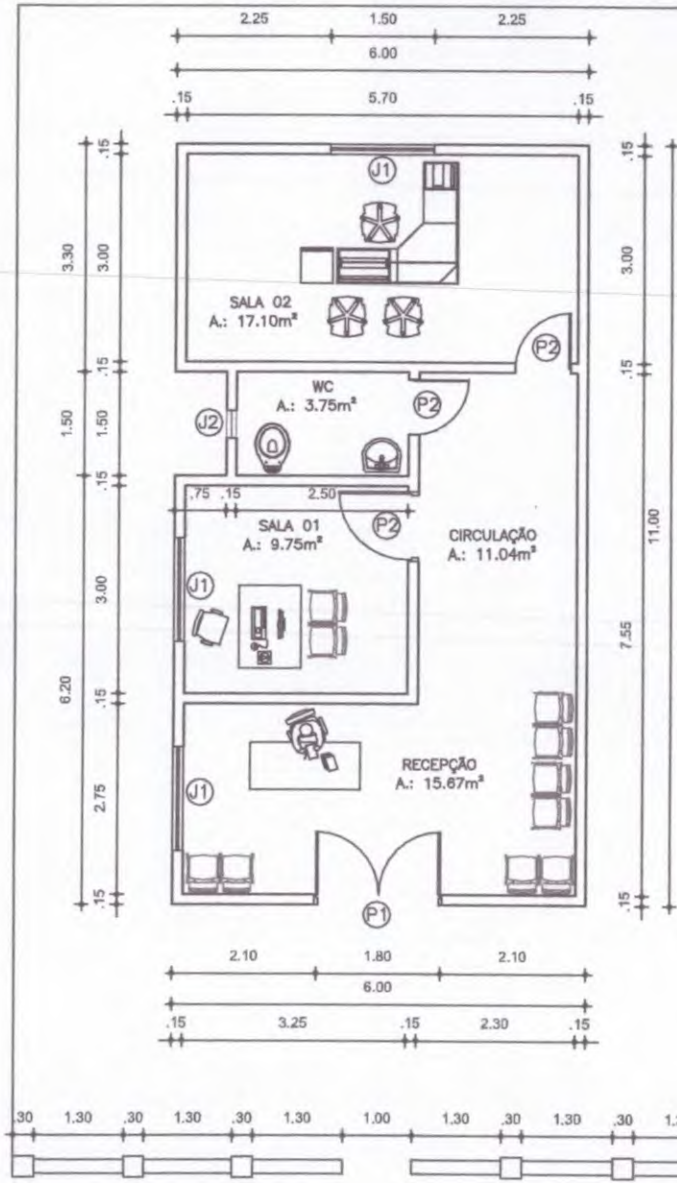 2.25 1.50 2.25
6.00
.15 5.70 .15
.15
.15
J1
3.30
3.00
3.00
SALA 02
A.: 17.10m²
P2
.15
.15
WC
A.: 3.75m²
P2
J2
1.50
1.50
.15
.75 .15 2.50
SALA 01
A.: 9.75m²
P2
CIRCULAÇÃO
A.: 11.04m²
11.00
J1
3.00
7.55
6.20
.15
RECEPÇÃO
A.: 15.67m²
J1
2.75
.15
.15
P1
2.10 1.80 2.10
6.00
.15 3.25 .15 2.30 .15
.30 1.30 .30 1.30 .30 1.30 1.00 1.30 .30 1.30 .30